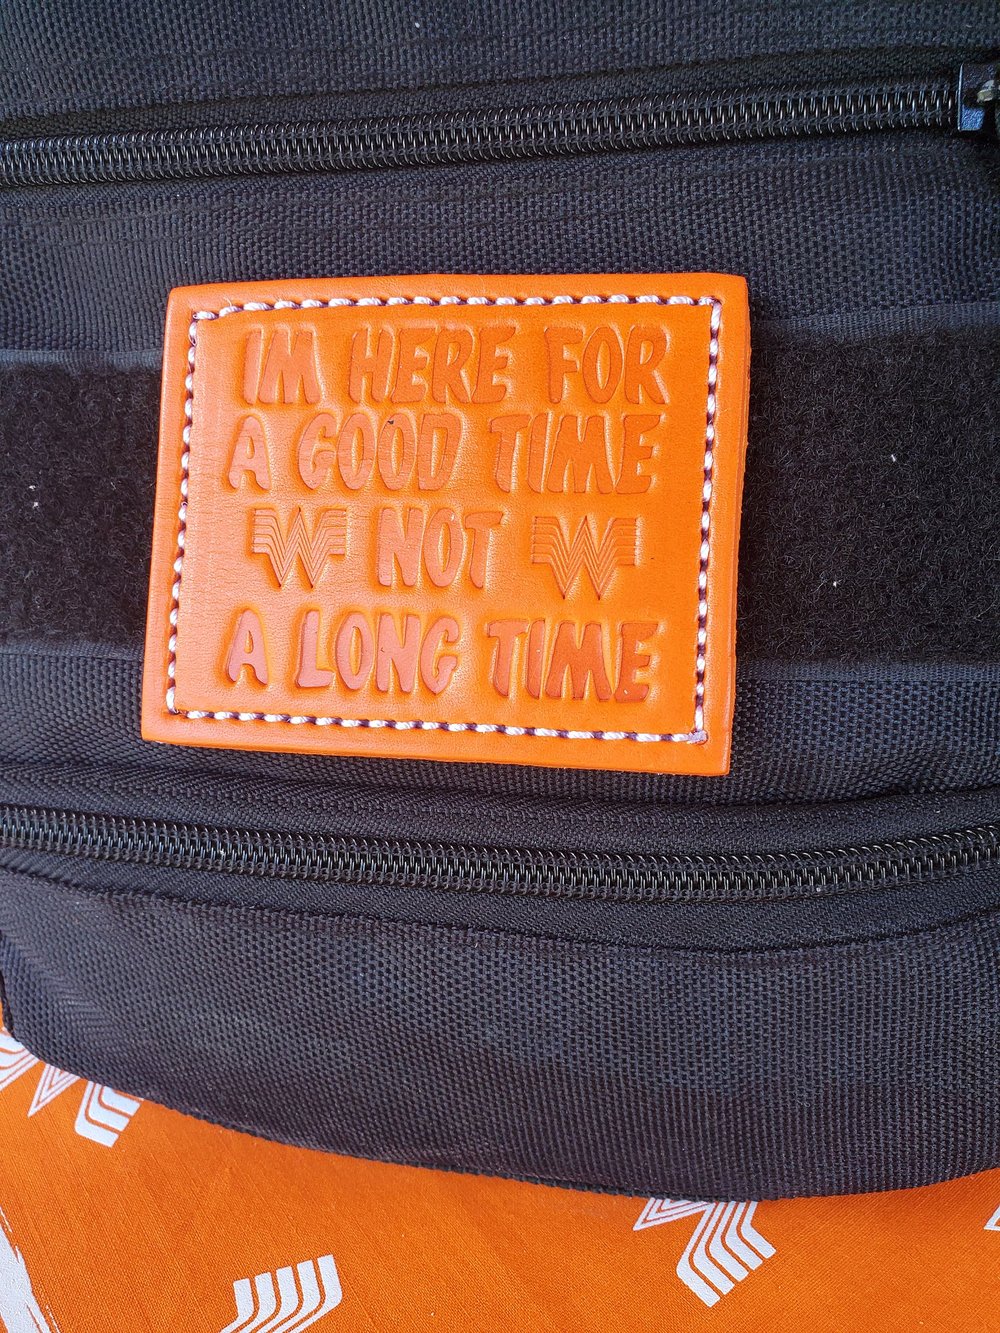 IM HERE FOR
A GOOD TIME
W NOT W
A LONG TIME